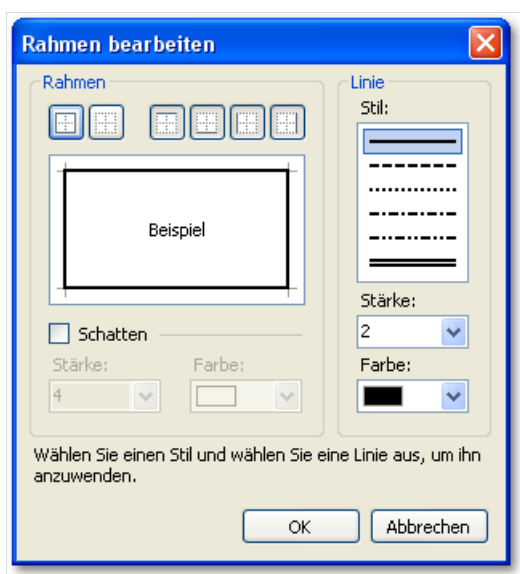 Rahmen bearbeiten
Rahmen
Linie
Stil:
Beispiel
Schatten
Stärke:
Farbe:
4
Stärke:
2
Farbe:
Wählen Sie einen Stil und wählen Sie eine Linie aus, um ihn
anzuwenden.
OK
Abbrechen